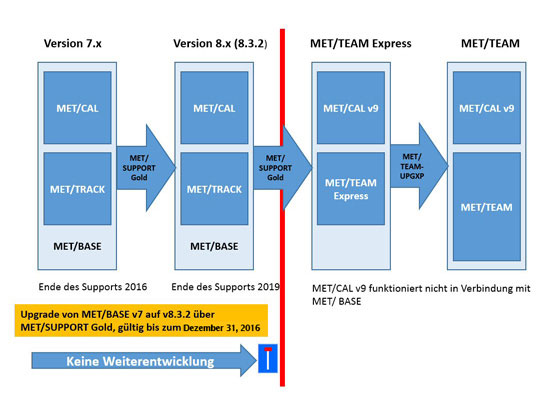 Version 7.x
Version 8.x (8.3.2)
MET/TEAM Express
MET/TEAM
MET/CAL
MET/TRACK
MET/BASE
MET/
SUPPORT
Gold
MET/CAL
MET/TRACK
MET/BASE
MET/
SUPPORT
Gold
MET/CAL v9
MET/TEAM
Express
MET/
TEAM-
UPGXP
MET/CAL v9
MET/TEAM
Ende des Supports 2016
Ende des Supports 2019
MET/CAL v9 funktioniert nicht in Verbindung mit
MET/ BASE
Upgrade von MET/BASE v7 auf v8.3.2 über
MET/SUPPORT Gold, gültig bis zum Dezember 31, 2016
Keine Weiterentwicklung